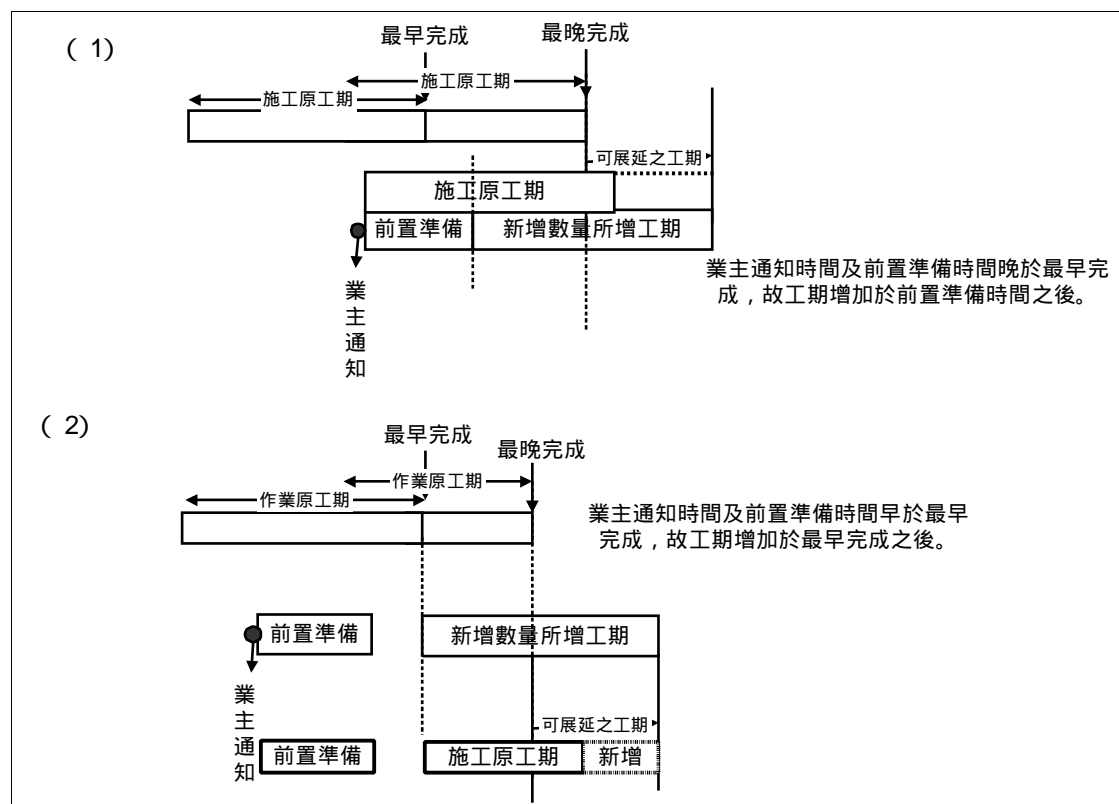 ( 1)
最早完成
最晚完成
施工原工期
施工原工期
可展延之工期
施工原工期
前置準備
新增數量所增工期
業主通知
業主通知時間及前置準備時間晚於最早完
成，故工期增加於前置準備時間之後。
( 2)
最早完成
最晚完成
作業原工期
作業原工期
業主通知時間及前置準備時間早於最早
完成，故工期增加於最早完成之後。
前置準備
新增數量所增工期
業主通知
可展延之工期
前置準備
施工原工期
新增